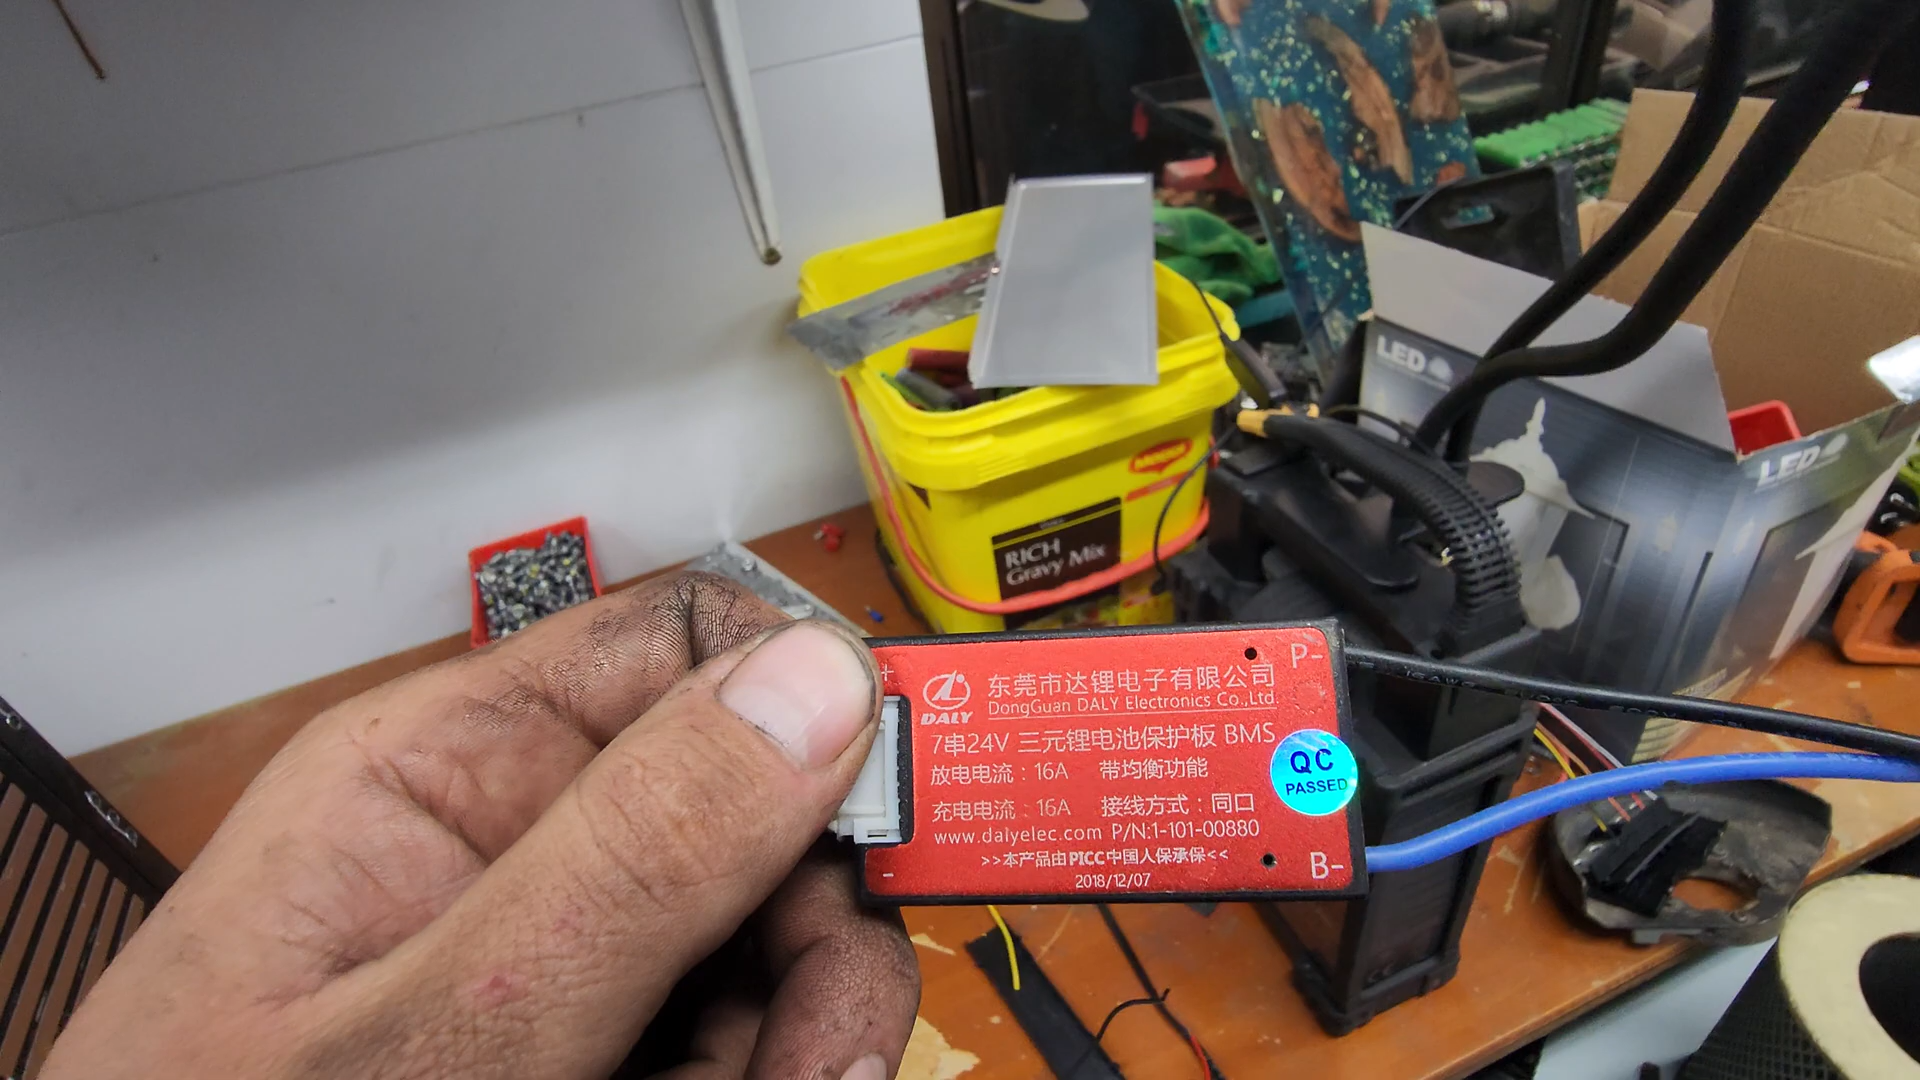 LED
LED
MAGGI
RICH
Gravy Mix
+
P-
DALY
东莞市达锂电子有限公司
DongGuan DALY Electronics Co.,Ltd.
7串24V 三元锂电池保护板 BMS
放电电流：16A 带均衡功能
充电电流：16A 接线方式：同口
www.dalyelec.com P/N:1-101-00880
>>本产品由PICC中国人保承保<<
2018/12/07
-
B-
QC
PASSED